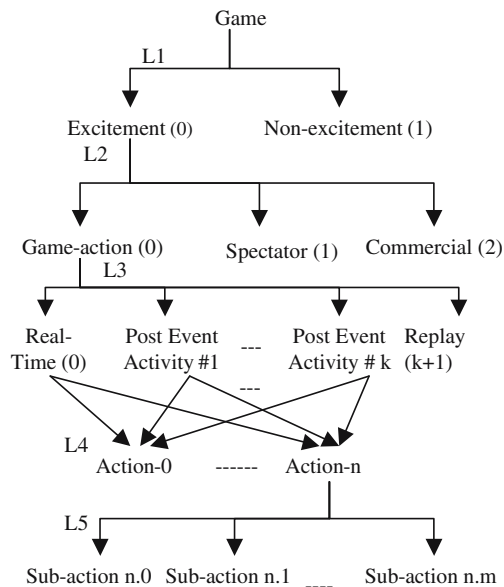 Game
L1
Excitement (0) Non-excitement (1)
L2
Game-action (0) Spectator (1) Commercial (2)
L3
Real- Post Event Post Event Replay
Time (0) Activity #1 --- Activity # k (k+1)
---
L4
Action-0 ------ Action-n
L5
Sub-action n.0 Sub-action n.1 ---- Sub-action n.m